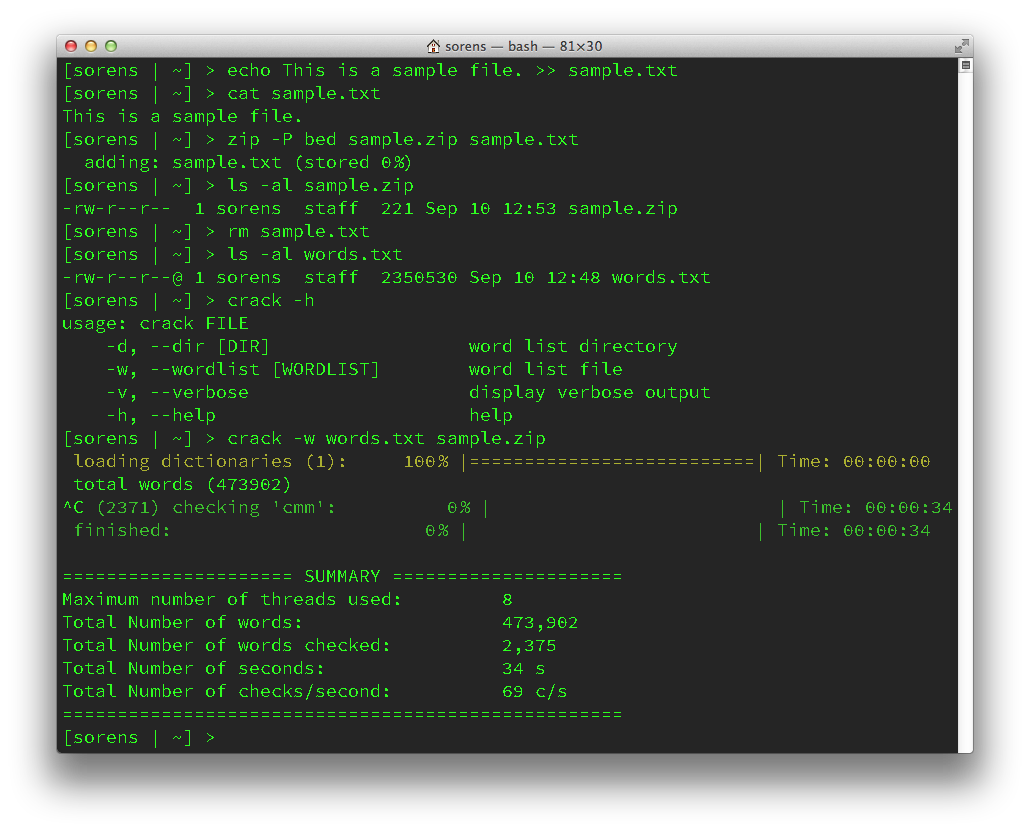 sorens — bash — 81×30
[sorens | ~] > echo This is a sample file. >> sample.txt
[sorens | ~] > cat sample.txt
This is a sample file.
[sorens | ~] > zip -P bed sample.zip sample.txt
  adding: sample.txt (stored 0%)
[sorens | ~] > ls -al sample.zip
-rw-r--r--  1 sorens  staff  221 Sep 10 12:53 sample.zip
[sorens | ~] > rm sample.txt
[sorens | ~] > ls -al words.txt
-rw-r--r--@ 1 sorens  staff  2350530 Sep 10 12:48 words.txt
[sorens | ~] > crack -h
usage: crack FILE
    -d, --dir [DIR]                  word list directory
    -w, --wordlist [WORDLIST]        word list file
    -v, --verbose                    display verbose output
    -h, --help                       help
[sorens | ~] > crack -w words.txt sample.zip
 loading dictionaries (1):     100% |==========================| Time: 00:00:00
 total words (473902)
^C (2371) checking 'cmm':          0% |                          | Time: 00:00:34
 finished:                       0% |                          | Time: 00:00:34
===================== SUMMARY =====================
Maximum number of threads used:         8
Total Number of words:                  473,902
Total Number of words checked:          2,375
Total Number of seconds:                34 s
Total Number of checks/second:          69 c/s
===================================================
[sorens | ~] >